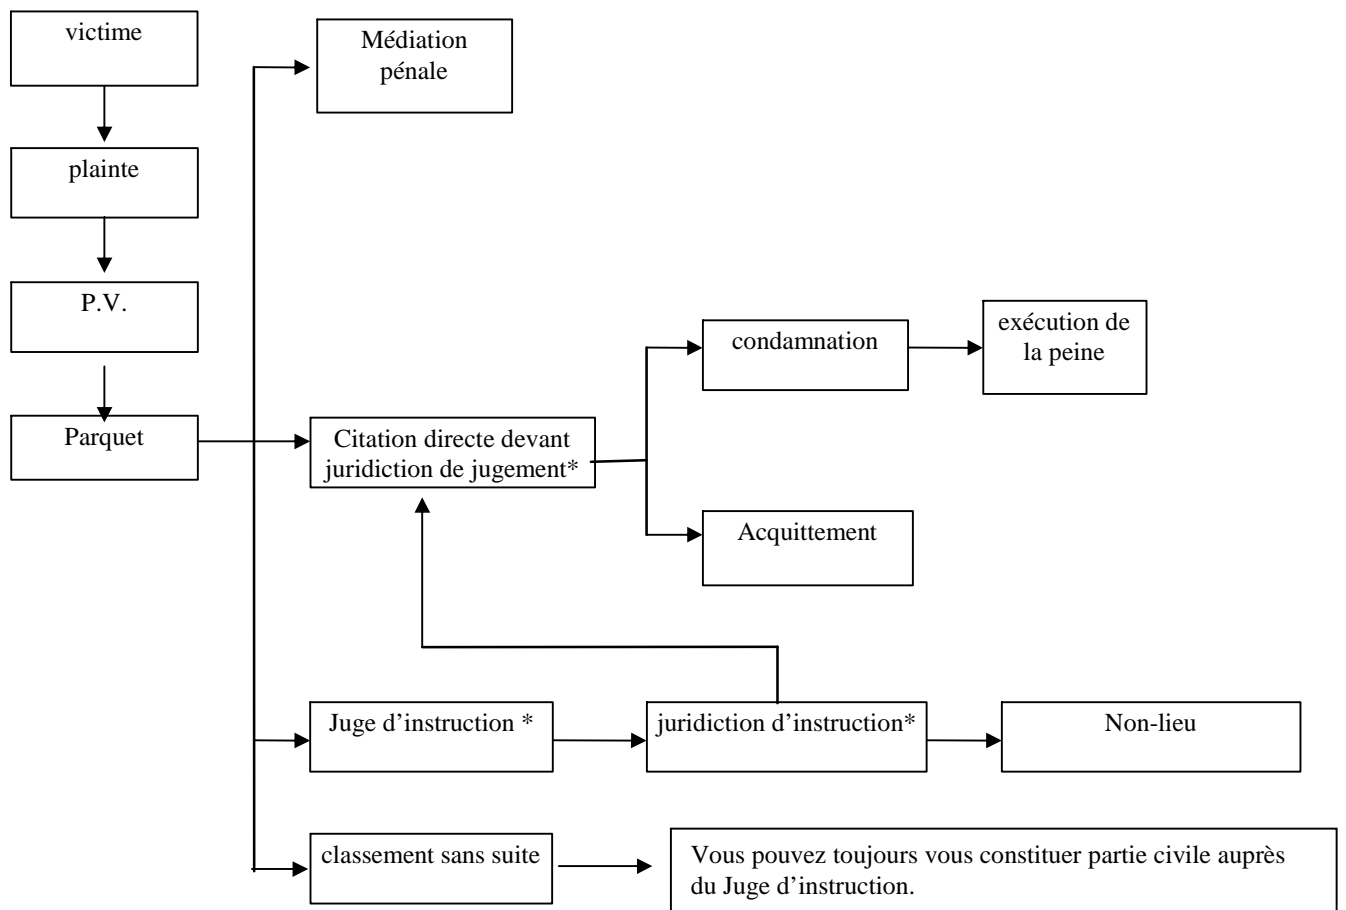 victime
Médiation
pénale
plainte
P.V.
Parquet
Citation directe devant
juridiction de jugement*
condamnation
exécution de
la peine
Acquittement
Juge d’instruction *
juridiction d’instruction*
Non-lieu
classement sans suite
Vous pouvez toujours vous constituer partie civile auprès
du Juge d’instruction.